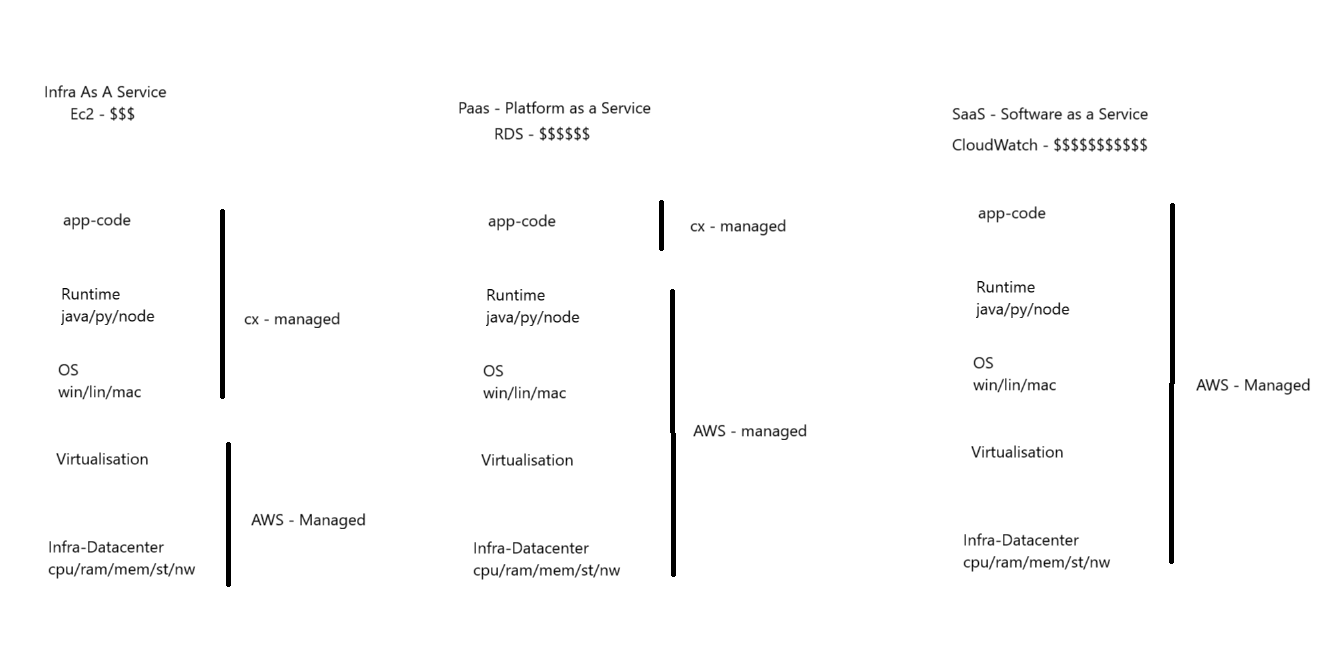 Infra As A Service
Ec2 - $$$
app-code
Runtime
java/py/node
OS
win/lin/mac
cx - managed
Virtualisation
Infra-Datacenter
cpu/ram/mem/st/nw
AWS - Managed
Paas - Platform as a Service
RDS - $$$$$$
app-code
cx - managed
Runtime
java/py/node
OS
win/lin/mac
Virtualisation
Infra-Datacenter
cpu/ram/mem/st/nw
AWS - managed
SaaS - Software as a Service
CloudWatch - $$$$$$$$$$$
app-code
Runtime
java/py/node
OS
win/lin/mac
Virtualisation
Infra-Datacenter
cpu/ram/mem/st/nw
AWS - Managed